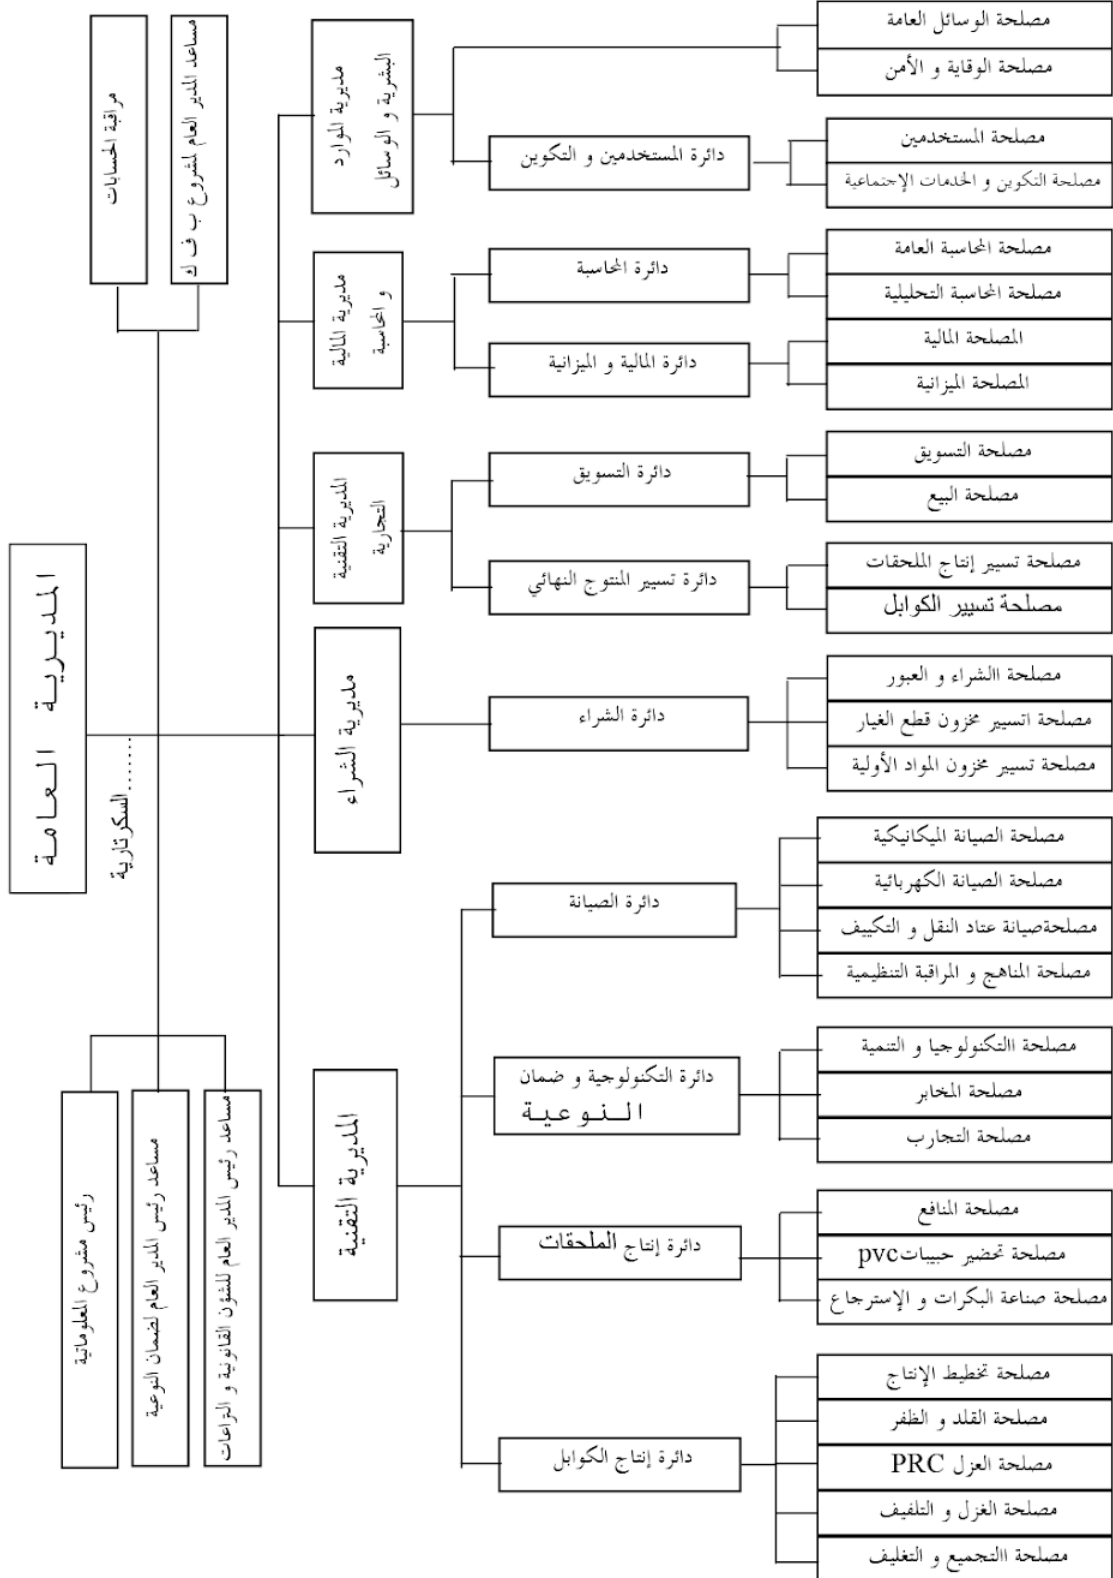 المديرية العامة
السكرتارية........
مراقبة الحسابات
مساعد المدير العام لمشروع ب ف ك
رئيس مشروع المعلوماتية
مساعد رئيس المدير العام لضمان النوعية
مساعد رئيس المدير العام للشؤن القانونية و النزاعات
مديرية الموارد
البشرية و الوسائل
مصلحة الوسائل العامة
مصلحة الوقاية و الأمن
دائرة المستخدمين و التكوين
مصلحة المستخدمين
مصلحة التكوين و الخدمات الإجتماعية
مديرية المالية
و المحاسبة
دائرة المحاسبة
مصلحة المحاسبة العامة
مصلحة المحاسبة التحليلية
دائرة المالية و الميزانية
المصلحة المالية
المصلحة الميزانية
المديرية التقنية
التجارية
دائرة التسويق
مصلحة التسويق
مصلحة البيع
دائرة تسيير المنتوج النهائي
مصلحة تسيير إنتاج الملحقات
مصلحة تسيير الكوابل
مديرية الشراء
دائرة الشراء
مصلحة االشراء و العبور
مصلحة اتسيير مخزون قطع الغيار
مصلحة تسيير مخزون المواد الأولية
المديرية التقنية
دائرة الصيانة
مصلحة الصيانة الميكانيكية
مصلحة الصيانة الكهربائية
مصلحةصيانة عتاد النقل و التكييف
مصلحة المناهج و المراقبة التنظيمية
دائرة التكنولوجية و ضمان
النوعية
مصلحة االتكنولوجيا و التنمية
مصلحة المخابر
مصلحة التجارب
دائرة إنتاج الملحقات
مصلحة المنافع
مصلحة تحضير حبيبات pvc
مصلحة صناعة البكرات و الإسترجاع
دائرة إنتاج الكوابل
مصلحة تخطيط الإنتاج
مصلحة القلد و الظفر
مصلحة العزل PRC
مصلحة الغزل و التلفيف
مصلحة االتجميع و التغليف